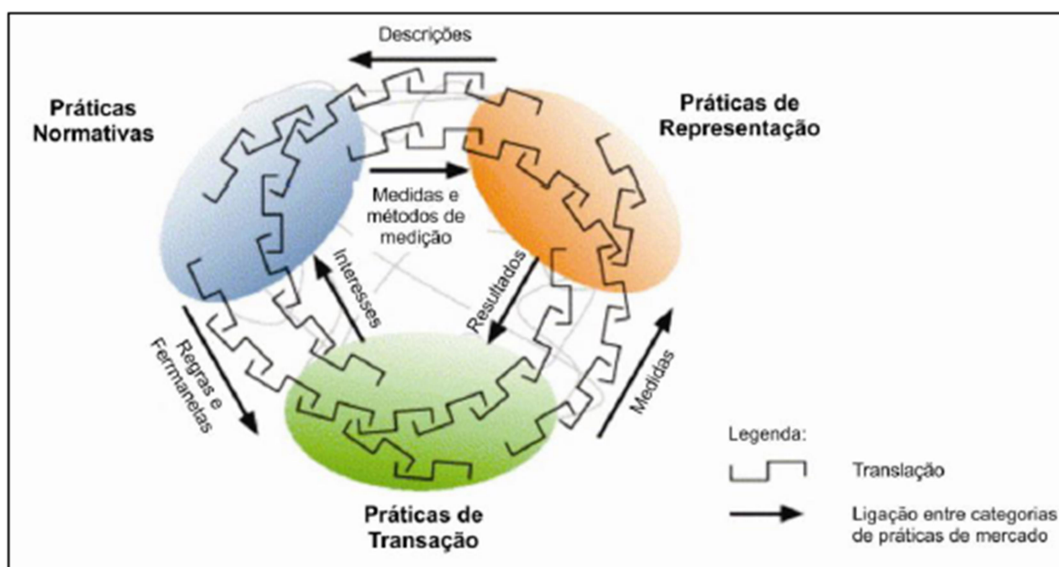 Descrições
Práticas
Normativas
Práticas de
Representação
Medidas e
métodos de
medição
Interesses
Resultados
Regras e
Ferrmanetas
Medidas
Práticas de
Transação
Legenda:
Translação
Ligação entre categorias
de práticas de mercado